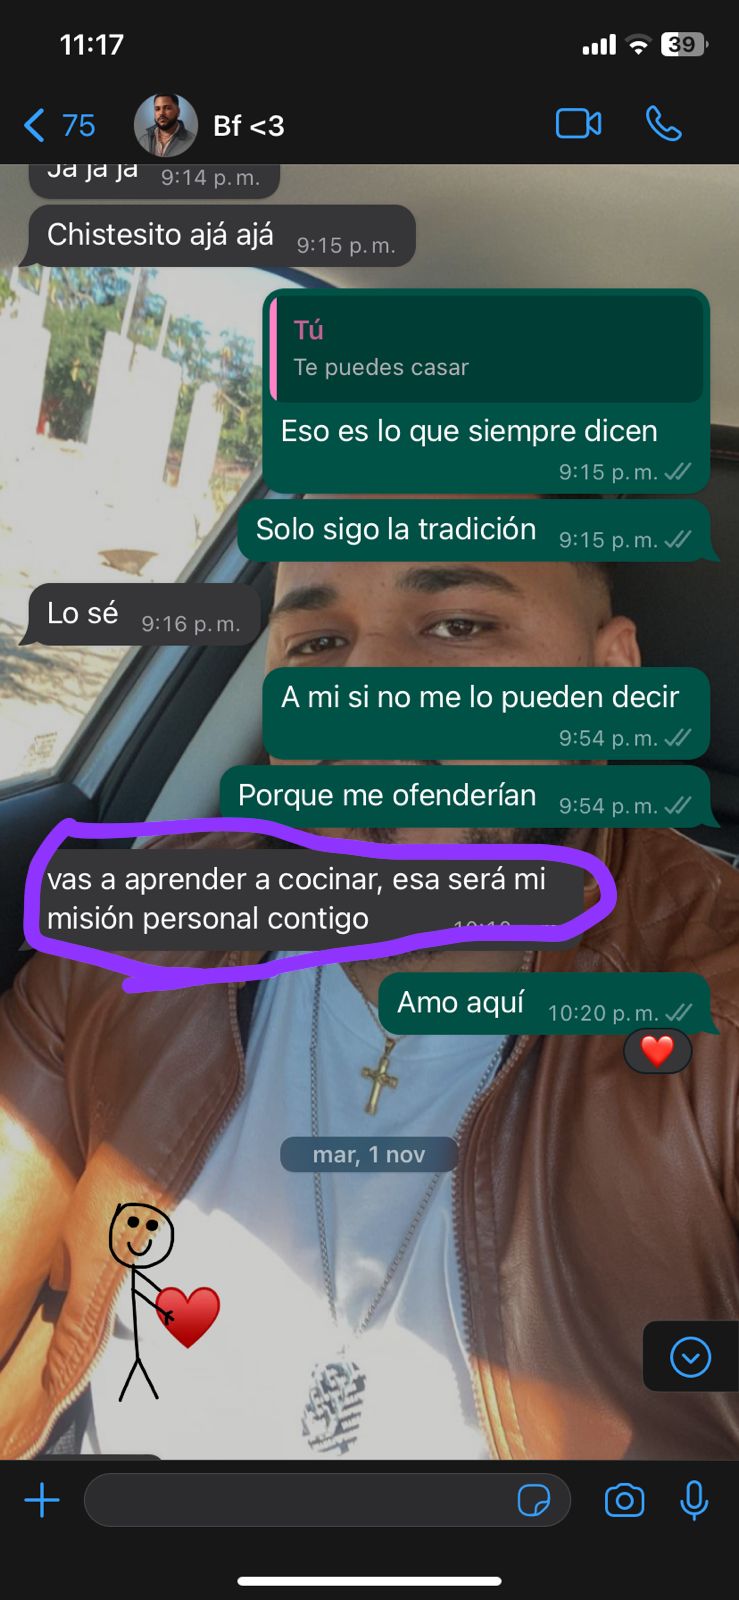 11:17
39
75
Bf <3
Ja ja ja 9:14 p.m.
Chistesito ajá ajá 9:15 p.m.
Tú
Te puedes casar
Eso es lo que siempre dicen
9:15 p.m.
Solo sigo la tradición 9:15 p.m.
Lo sé 9:16 p.m.
A mi si no me lo pueden decir
9:54 p.m.
Porque me ofenderían 9:54 p.m.
vas a aprender a cocinar, esa será mi
misión personal contigo
Amo aquí 10:20 p.m.
mar, 1 nov